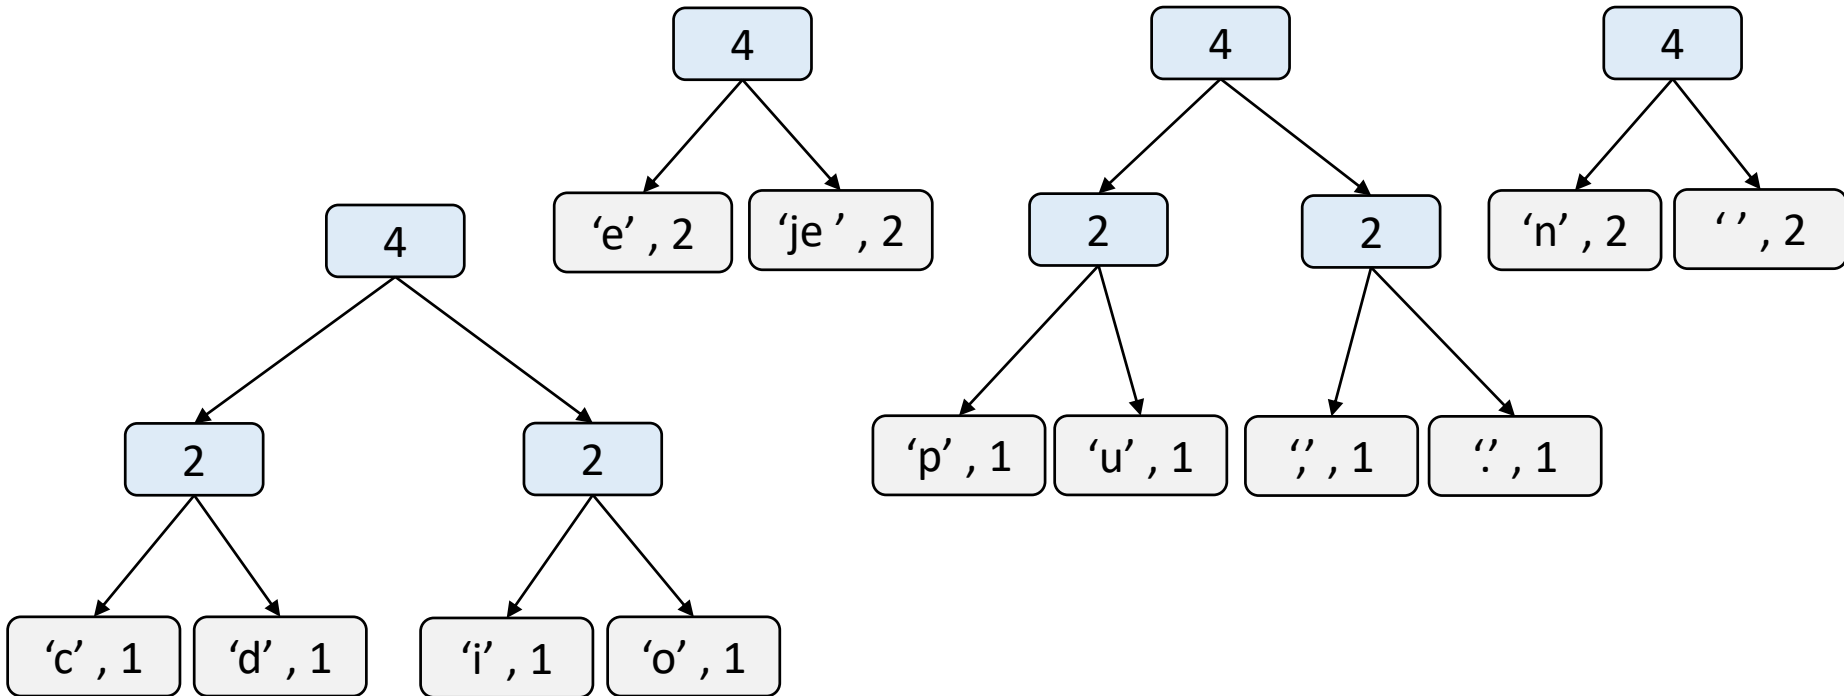 4
4
4
‘e’ , 2
‘je ’ , 2
2
2
‘n’ , 2
‘ ’ , 2
4
2
2
‘p’ , 1
‘u’ , 1
‘,’ , 1
‘.’ , 1
‘c’ , 1
‘d’ , 1
‘i’ , 1
‘o’ , 1